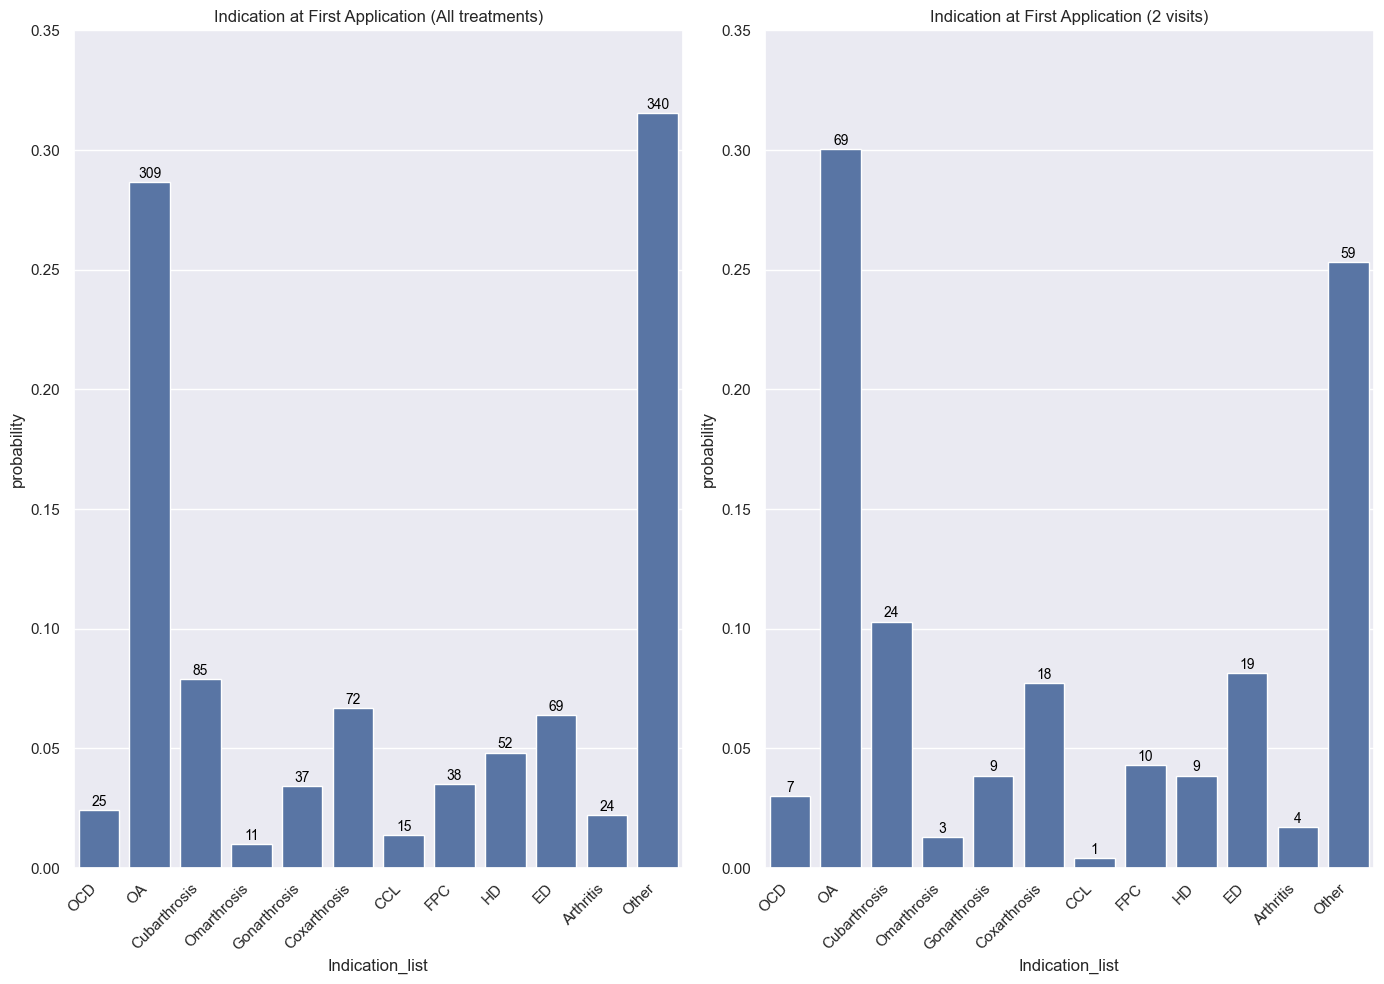 Indication at First Application (All treatments)
0.35
0.30
0.25
0.20
0.15
0.10
0.05
0.00
probability
25
309
85
11
37
72
15
38
52
69
24
340
OCD
OA
Cubarthrosis
Omarthrosis
Gonarthrosis
Coxarthrosis
CCL
FPC
HD
ED
Arthritis
Other
Indication_list
Indication at First Application (2 visits)
0.35
0.30
0.25
0.20
0.15
0.10
0.05
0.00
probability
7
69
24
3
9
18
1
10
9
19
4
59
OCD
OA
Cubarthrosis
Omarthrosis
Gonarthrosis
Coxarthrosis
CCL
FPC
HD
ED
Arthritis
Other
Indication_list